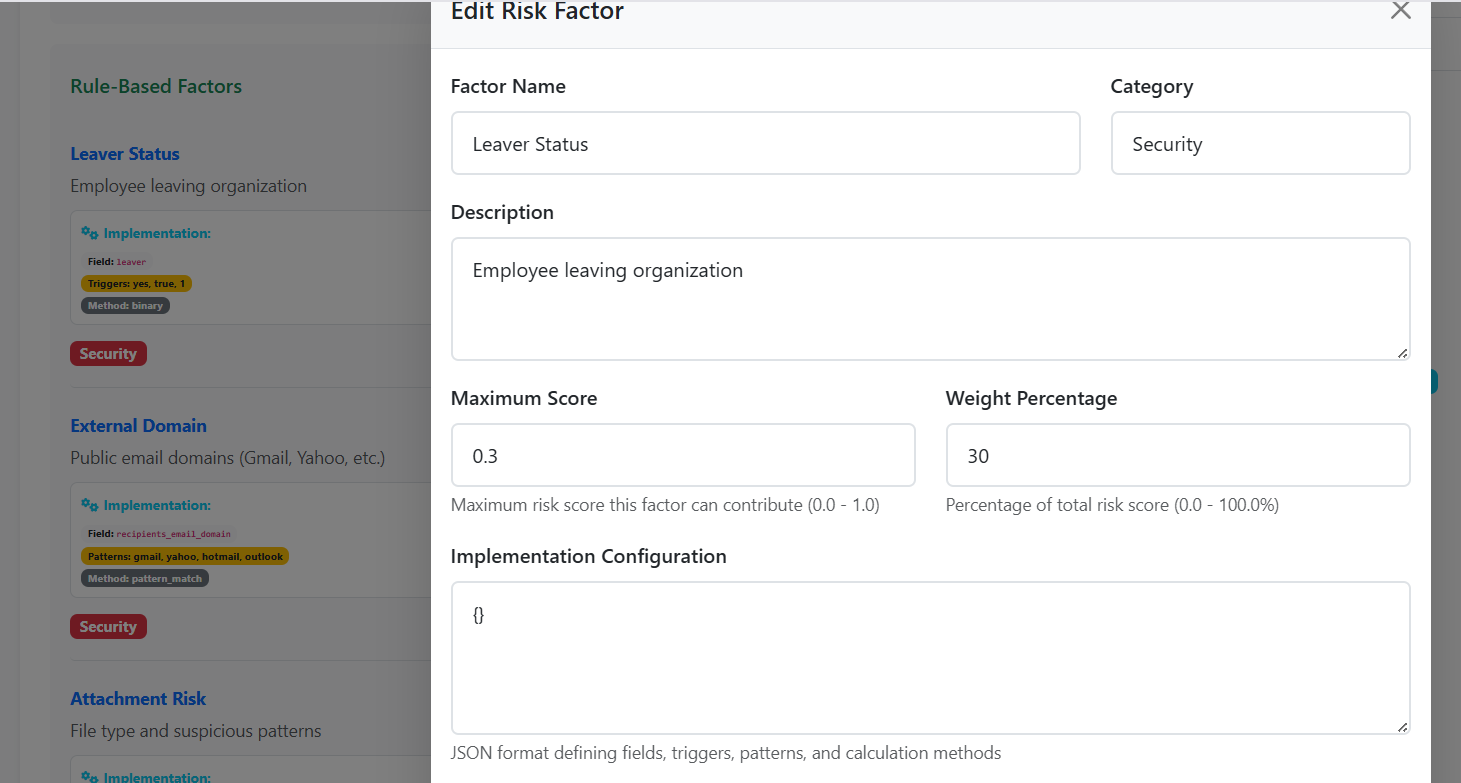 Rule-Based Factors
Leaver Status
Employee leaving organization
Implementation:
Field: leaver
Triggers: yes, true, 1
Method: binary
Security
External Domain
Public email domains (Gmail, Yahoo, etc.)
Implementation:
Field: recipients_email_domain
Patterns: gmail, yahoo, hotmail, outlook
Method: pattern_match
Security
Attachment Risk
File type and suspicious patterns
Implementation:
Edit Risk Factor
Factor Name
Category
Leaver Status
Security
Description
Employee leaving organization
Maximum Score
Weight Percentage
0.3
30
Maximum risk score this factor can contribute (0.0 - 1.0)
Percentage of total risk score (0.0 - 100.0%)
Implementation Configuration
{}
JSON format defining fields, triggers, patterns, and calculation methods